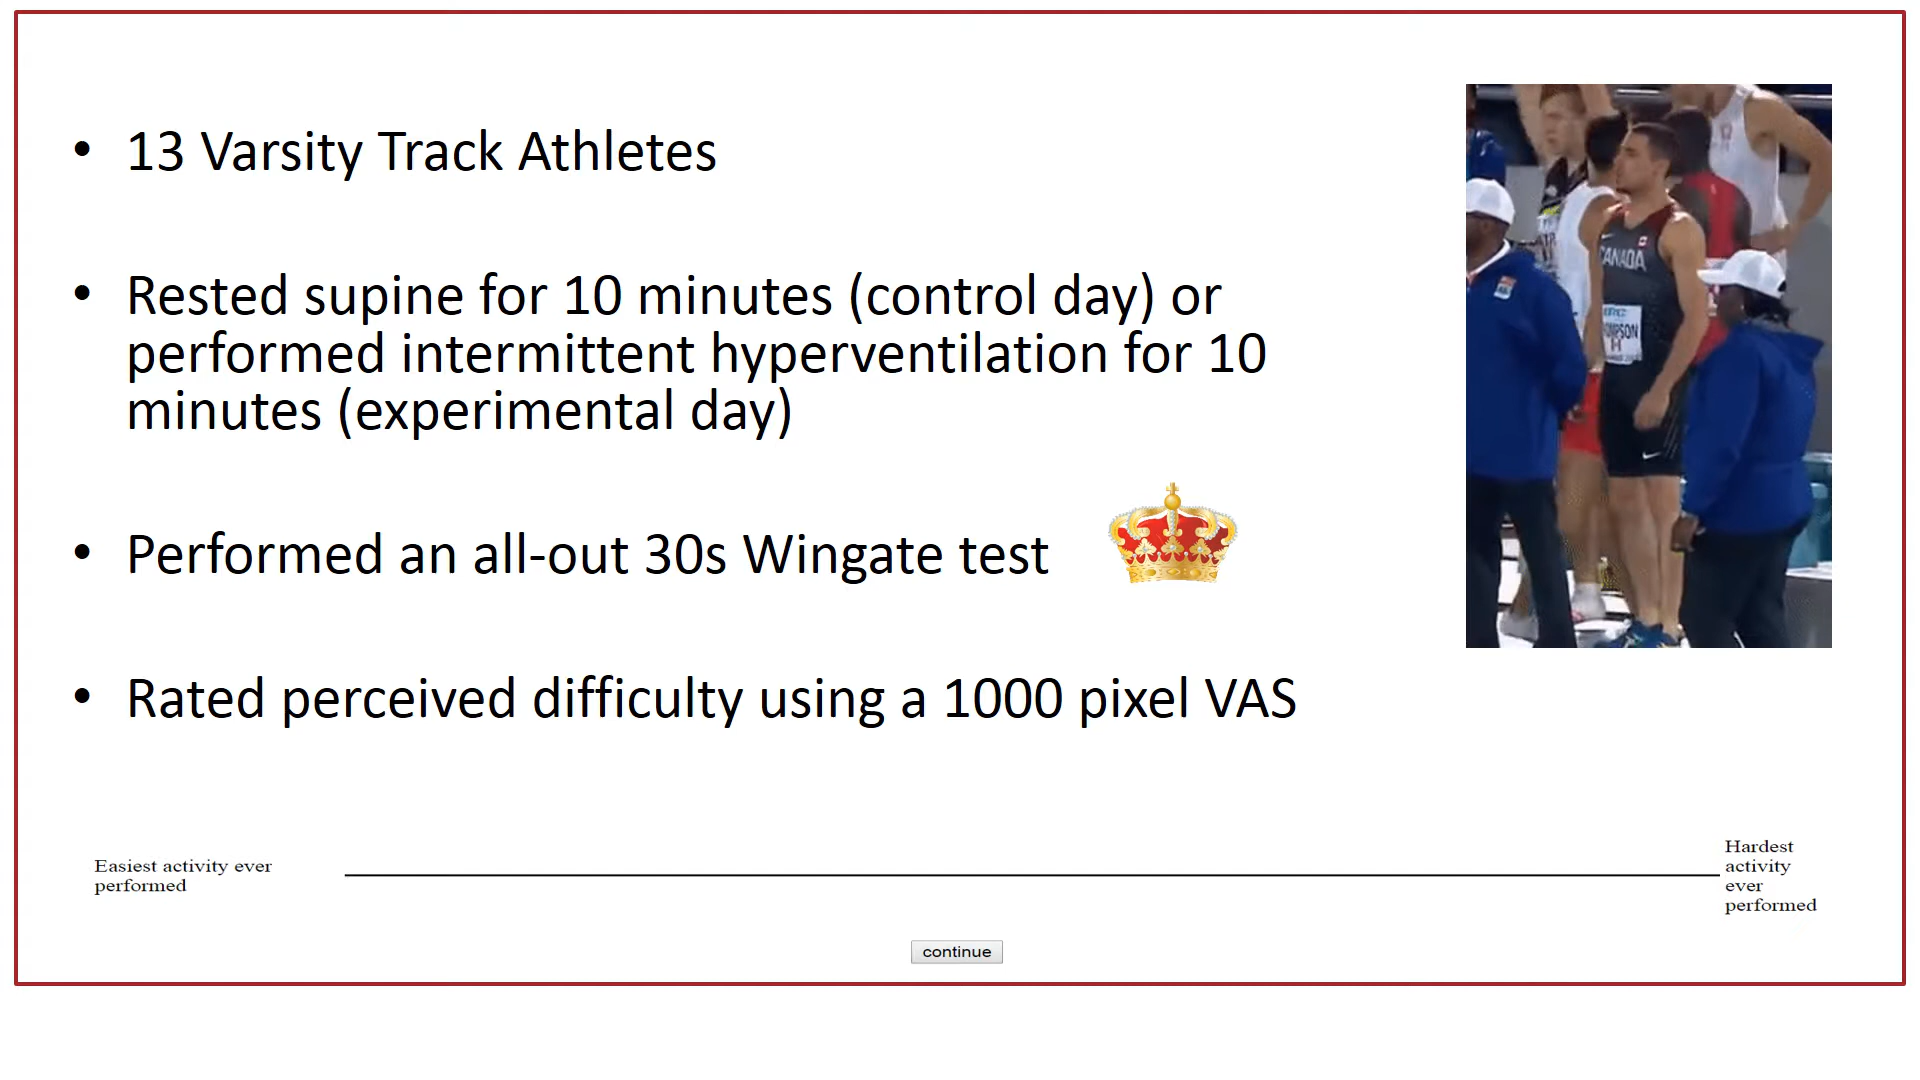 • 13 Varsity Track Athletes
• Rested supine for 10 minutes (control day) or
performed intermittent hyperventilation for 10
minutes (experimental day)
• Performed an all-out 30s Wingate test
• Rated perceived difficulty using a 1000 pixel VAS
CANADA
Easiest activity ever
performed
Hardest
activity
ever
performed
continue